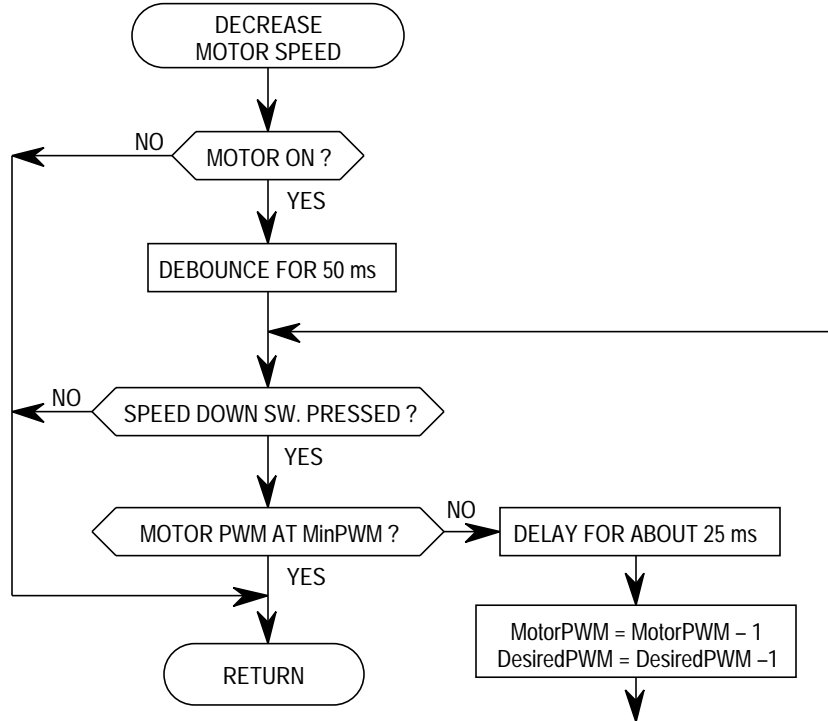 DECREASE
MOTOR SPEED
NO
MOTOR ON ?
YES
DEBOUNCE FOR 50 ms
NO
SPEED DOWN SW. PRESSED ?
YES
MOTOR PWM AT MinPWM ?
NO
DELAY FOR ABOUT 25 ms
YES
MotorPWM = MotorPWM – 1
DesiredPWM = DesiredPWM –1
RETURN